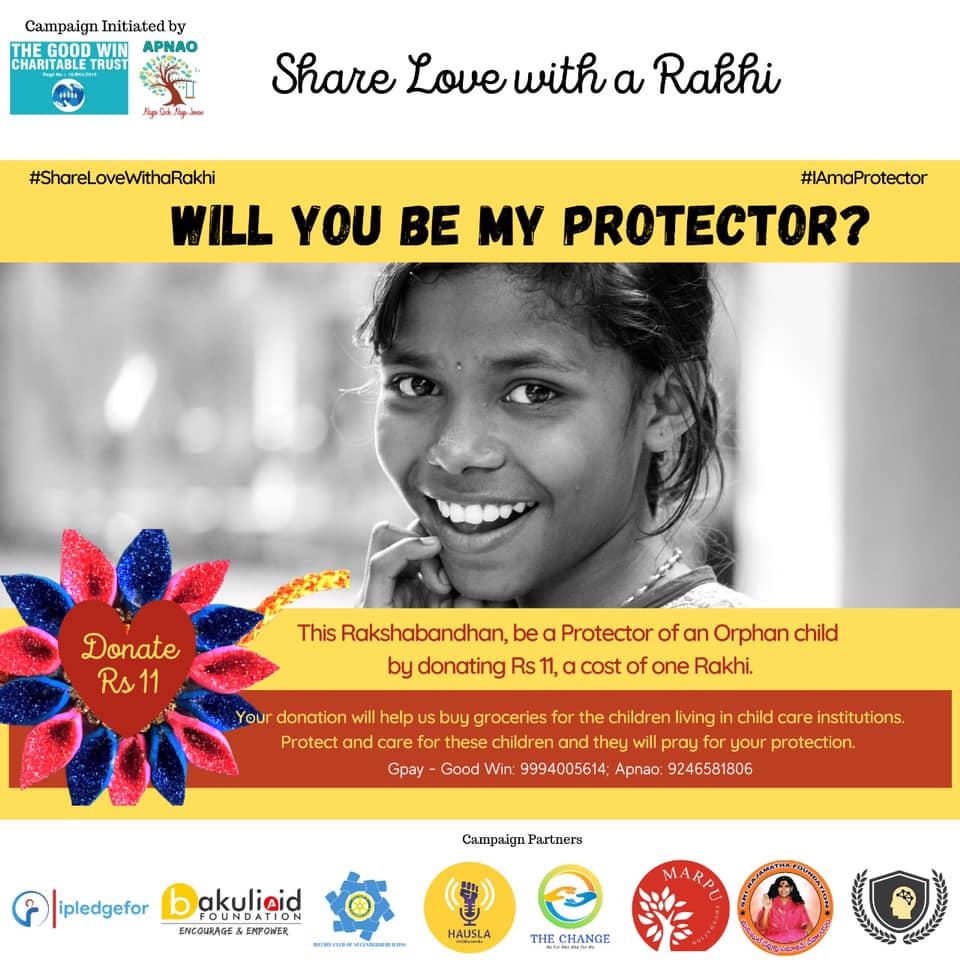 Campaign Initiated by
THE GOOD WIN
CHARITABLE TRUST
APNAO
Share Love with a Rakhi
#ShareLoveWithaRakhi
#IAmaProtector
WILL YOU BE MY PROTECTOR?
Donate
Rs 11
This Rakshabandhan, be a Protector of an Orphan child
by donating Rs 11, a cost of one Rakhi.
Your donation will help us buy groceries for the children living in child care institutions.
Protect and care for these children and they will pray for your protection.
Gpay - Good Win: 9994005614; Apnao: 9246581806
Campaign Partners
ipledgefor
bakuliaid
FOUNDATION
ENCOURAGE & EMPOWER
HAUSLA
THE CHANGE
MARPU
FOUNDATION
SRI RAJAMATHA FOUNDATION